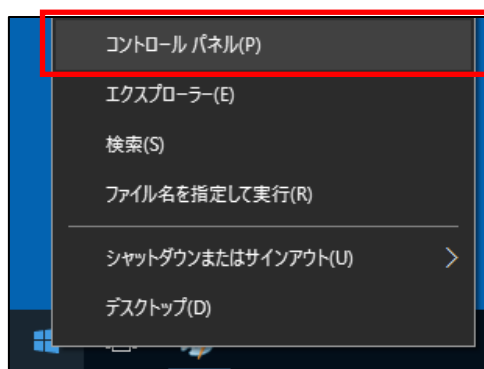 コントロール パネル(P)
エクスプローラー(E)
検索(S)
ファイル名を指定して実行(R)
シャットダウンまたはサインアウト(U)
デスクトップ(D)